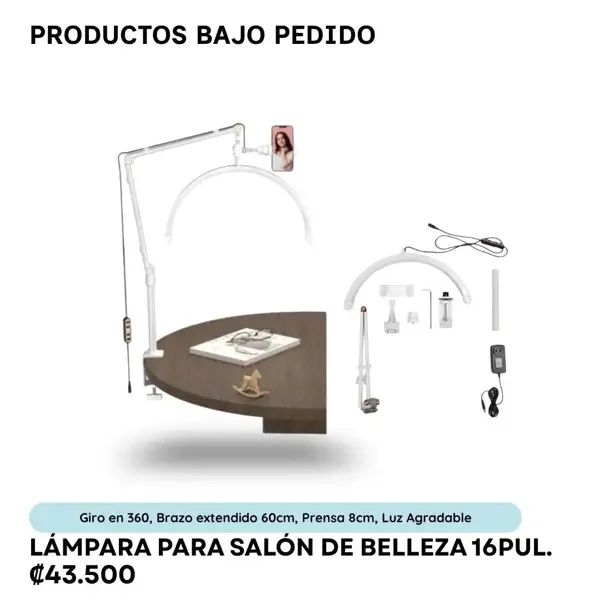 PRODUCTOS BAJO PEDIDO
Giro en 360, Brazo extendido 60cm, Prensa 8cm, Luz Agradable
LÁMPARA PARA SALÓN DE BELLEZA 16PUL.
₡43.500